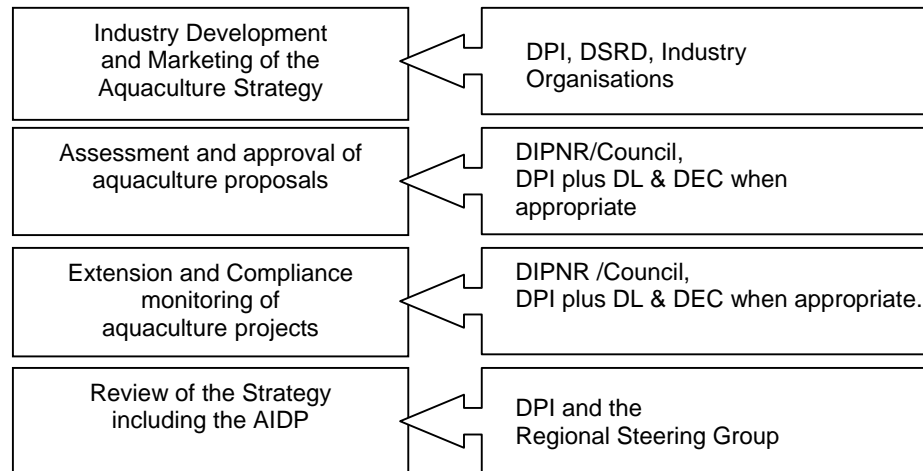 Industry Development
and Marketing of the
Aquaculture Strategy
DPI, DSRD, Industry
Organisations
Assessment and approval of
aquaculture proposals
DIPNR/Council,
DPI plus DL & DEC when
appropriate
Extension and Compliance
monitoring of
aquaculture projects
DIPNR /Council,
DPI plus DL & DEC when appropriate.
Review of the Strategy
including the AIDP
DPI and the
Regional Steering Group